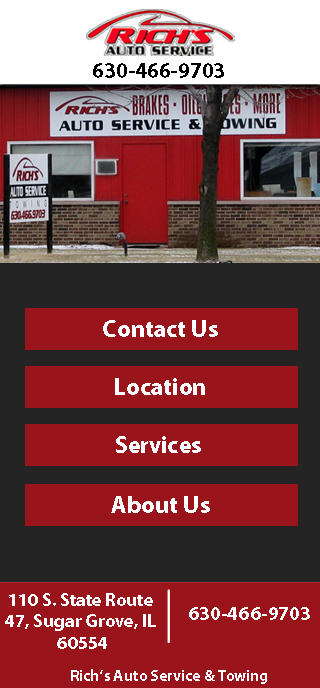 RICH'S
AUTO SERVICE
630-466-9703
RICH'S BRAKES • OIL • MORE
AUTO SERVICE & TOWING
RICH'S
AUTO SERVICE
TOWING
630.466.9703
Contact Us
Location
Services
About Us
110 S. State Route
47, Sugar Grove, IL
60554
630-466-9703
Rich's Auto Service & Towing